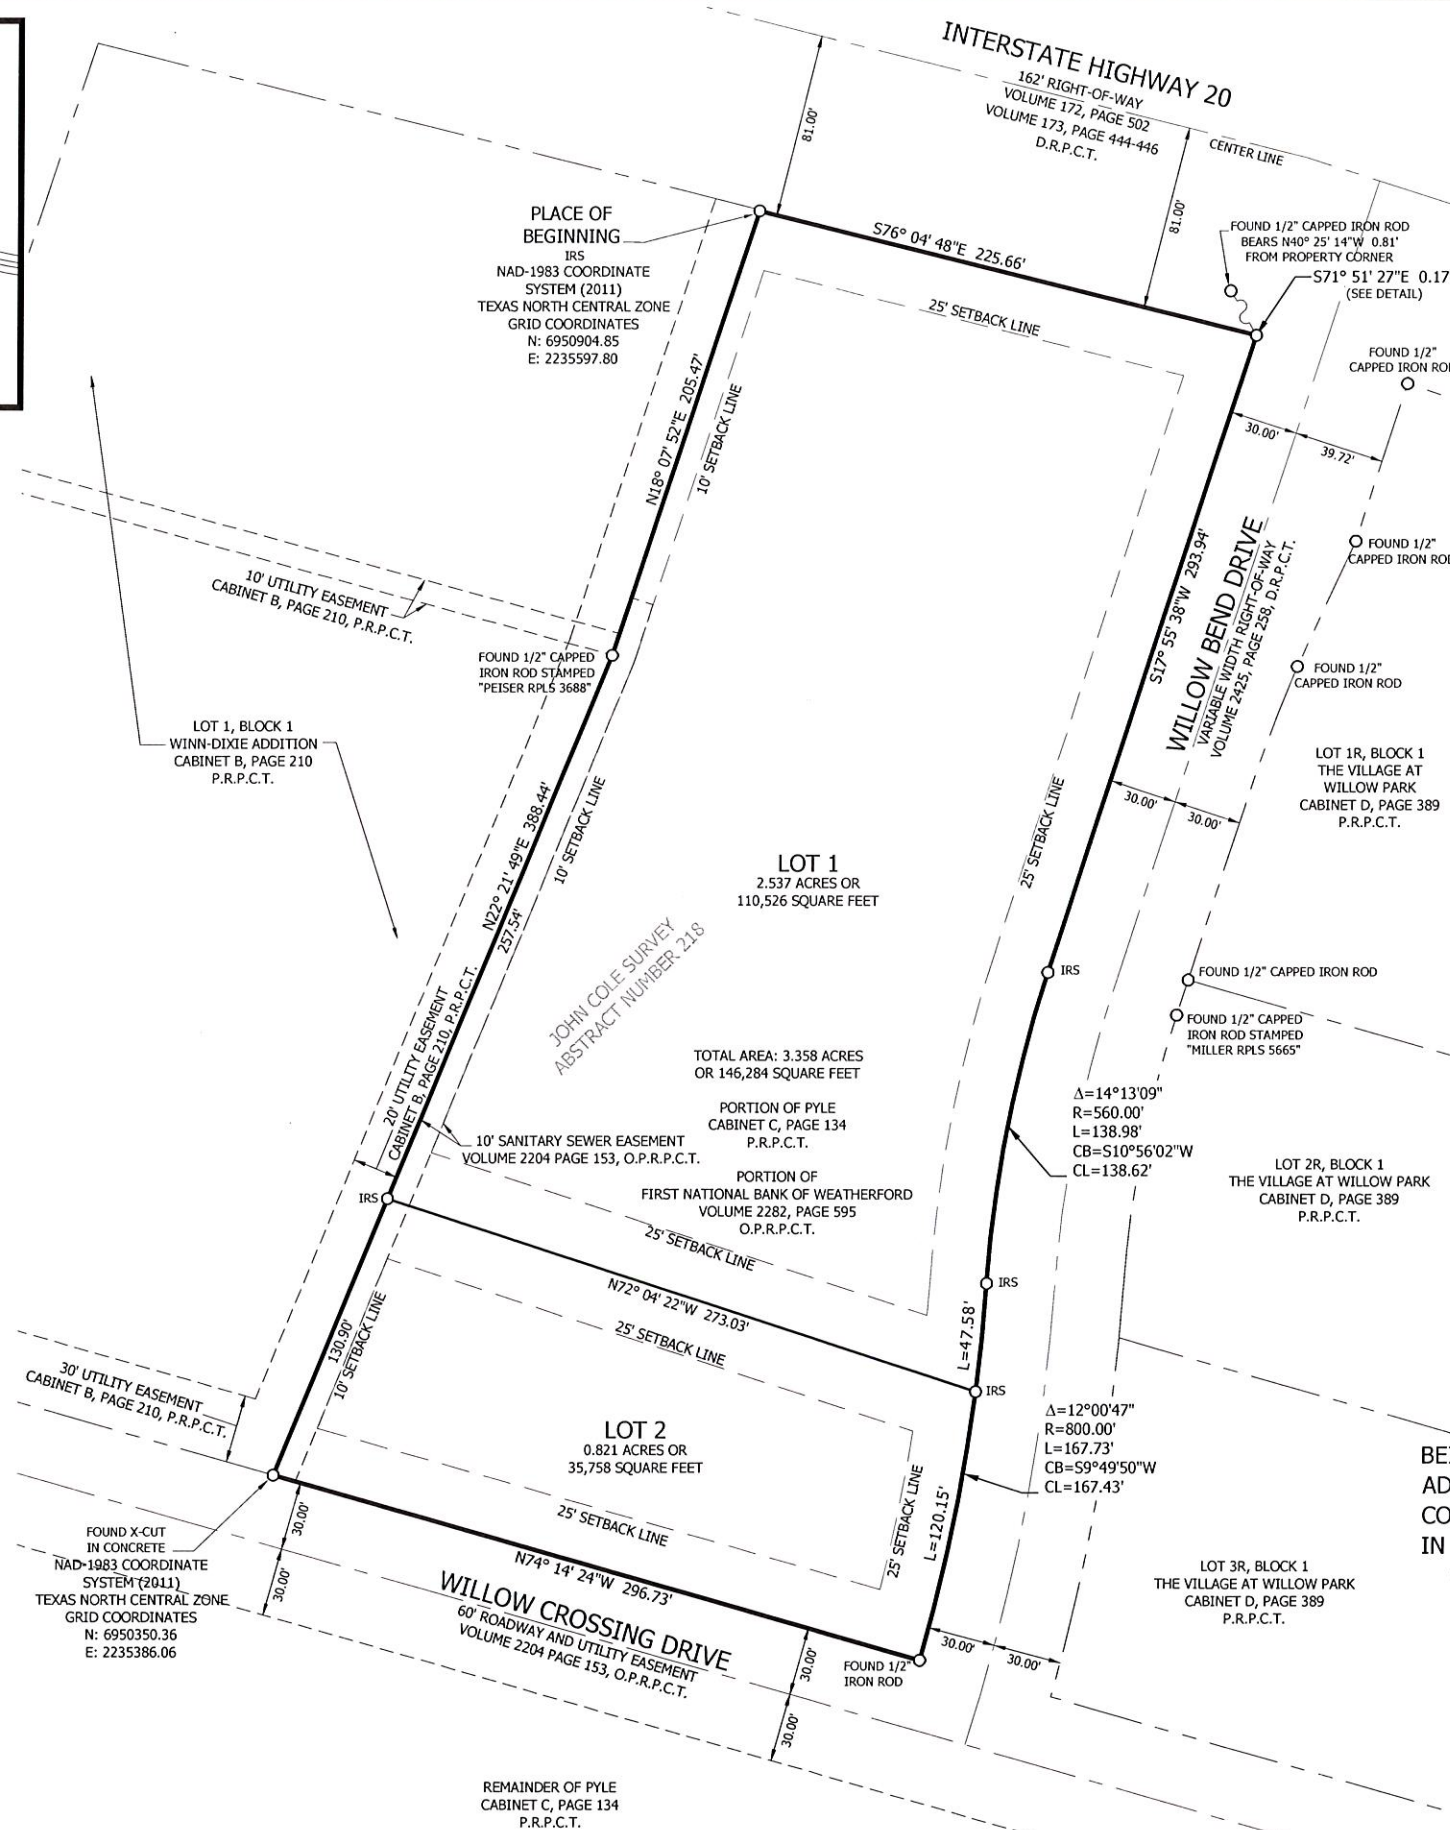 INTERSTATE HIGHWAY 20
162' RIGHT-OF-WAY
VOLUME 172, PAGE 502
VOLUME 173, PAGE 444-446
D.R.P.C.T.
CENTER LINE
81.00'
81.00'
PLACE OF
BEGINNING
IRS
NAD-1983 COORDINATE
SYSTEM (2011)
TEXAS NORTH CENTRAL ZONE
GRID COORDINATES
N: 6950904.85
E: 2235597.80
S76° 04' 48"E 225.66'
FOUND 1/2" CAPPED IRON ROD
BEARS N40° 25' 14"W 0.81'
FROM PROPERTY CORNER
S71° 51' 27"E 0.17
(SEE DETAIL)
25' SETBACK LINE
FOUND 1/2"
CAPPED IRON ROD
N18° 07' 52"E 205.47'
10' SETBACK LINE
30.00'
39.72'
S17° 55' 38"W 293.94'
WILLOW BEND DRIVE
VARIABLE WIDTH RIGHT-OF-WAY
VOLUME 2425, PAGE 258, D.R.P.C.T.
FOUND 1/2"
CAPPED IRON ROD
10' UTILITY EASEMENT
CABINET B, PAGE 210, P.R.P.C.T.
FOUND 1/2" CAPPED
IRON ROD STAMPED
"PEISER RPLS 3688"
FOUND 1/2"
CAPPED IRON ROD
LOT 1, BLOCK 1
WINN-DIXIE ADDITION
CABINET B, PAGE 210
P.R.P.C.T.
LOT 1R, BLOCK 1
THE VILLAGE AT
WILLOW PARK
CABINET D, PAGE 389
P.R.P.C.T.
30.00'
30.00'
N22° 21' 49"E 388.44'
257.54'
10' SETBACK LINE
25' SETBACK LINE
LOT 1
2.537 ACRES OR
110,526 SQUARE FEET
JOHN COLE SURVEY
ABSTRACT NUMBER 218
IRS
FOUND 1/2" CAPPED IRON ROD
FOUND 1/2" CAPPED
IRON ROD STAMPED
"MILLER RPLS 5665"
20' UTILITY EASEMENT
CABINET B, PAGE 210, P.R.P.C.T.
TOTAL AREA: 3.358 ACRES
OR 146,284 SQUARE FEET
PORTION OF PYLE
CABINET C, PAGE 134
P.R.P.C.T.
Δ=14°13'09"
R=560.00'
L=138.98'
CB=S10°56'02"W
CL=138.62'
10' SANITARY SEWER EASEMENT
VOLUME 2204 PAGE 153, O.P.R.P.C.T.
PORTION OF
FIRST NATIONAL BANK OF WEATHERFORD
VOLUME 2282, PAGE 595
O.P.R.P.C.T.
LOT 2R, BLOCK 1
THE VILLAGE AT WILLOW PARK
CABINET D, PAGE 389
P.R.P.C.T.
IRS
25' SETBACK LINE
IRS
N72° 04' 22"W 273.03'
L=47.58'
25' SETBACK LINE
130.90'
10' SETBACK LINE
IRS
30' UTILITY EASEMENT
CABINET B, PAGE 210, P.R.P.C.T.
LOT 2
0.821 ACRES OR
35,758 SQUARE FEET
Δ=12°00'47"
R=800.00'
L=167.73'
CB=S9°49'50"W
CL=167.43'
25' SETBACK LINE
25' SETBACK LINE
L=120.15'
BE
AD
CO
IN
FOUND X-CUT
IN CONCRETE
NAD-1983 COORDINATE
SYSTEM (2011)
TEXAS NORTH CENTRAL ZONE
GRID COORDINATES
N: 6950350.36
E: 2235386.06
30.00'
30.00'
N74° 14' 24"W 296.73'
WILLOW CROSSING DRIVE
60' ROADWAY AND UTILITY EASEMENT
VOLUME 2204 PAGE 153, O.P.R.P.C.T.
LOT 3R, BLOCK 1
THE VILLAGE AT WILLOW PARK
CABINET D, PAGE 389
P.R.P.C.T.
30.00'
30.00'
FOUND 1/2"
IRON ROD
30.00'
30.00'
REMAINDER OF PYLE
CABINET C, PAGE 134
P.R.P.C.T.